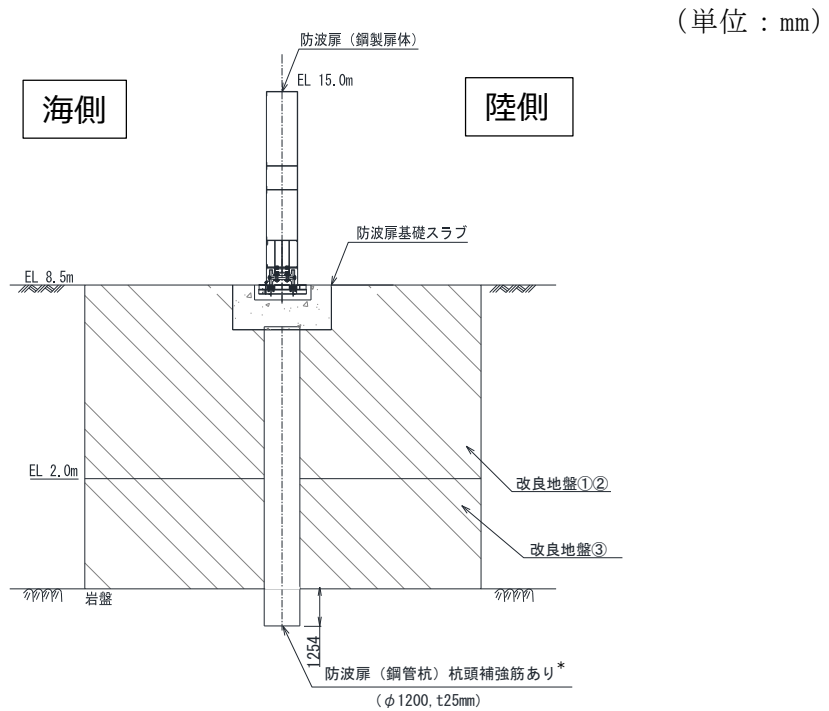 (単位：mm)
防波扉（鋼製扉体）
EL 15.0m
海側
陸側
防波扉基礎スラブ
EL 8.5m
EL 2.0m
改良地盤①②
改良地盤③
岩盤
1254
防波扉（鋼管杭）杭頭補強筋あり*
（φ1200, t25mm）